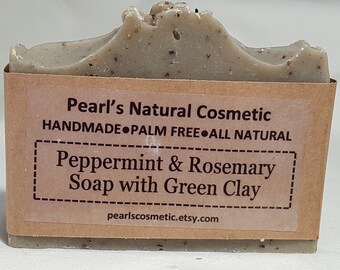 Pearl's Natural Cosmetic
HANDMADE●PALM FREE●ALL NATURAL
Peppermint & Rosemary
Soap with Green Clay
pearlscosmetic.etsy.com